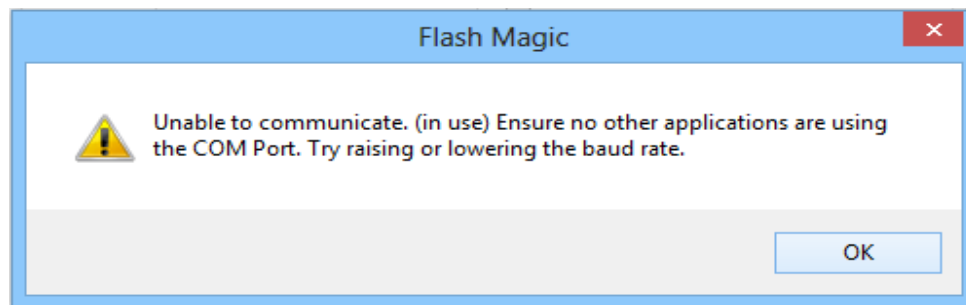 Flash Magic
Unable to communicate. (in use) Ensure no other applications are using
the COM Port. Try raising or lowering the baud rate.
OK